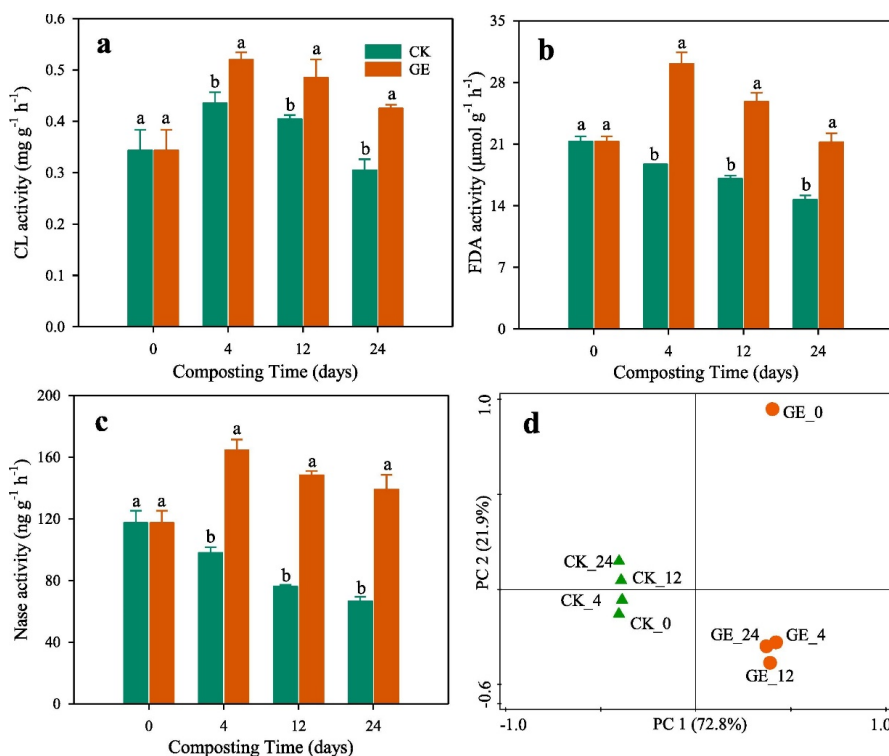 a
CK
GE
a a b a b a b a
0.6
0.5
0.4
0.3
0.2
0.1
0.0
CL activity (mg g⁻¹ h⁻¹)
0 4 12 24
Composting Time (days)
b
a a b a b a b a
35
28
21
14
7
0
FDA activity (μmol g⁻¹ h⁻¹)
0 4 12 24
Composting Time (days)
c
a a b a b a b a
200
160
120
80
40
0
Nase activity (ng g⁻¹ h⁻¹)
0 4 12 24
Composting Time (days)
d
1.0
GE_0
CK_24
CK_12
CK_4
CK_0
GE_24 GE_4
GE_12
-0.6
PC 2 (21.9%)
-1.0 PC 1 (72.8%) 1.0